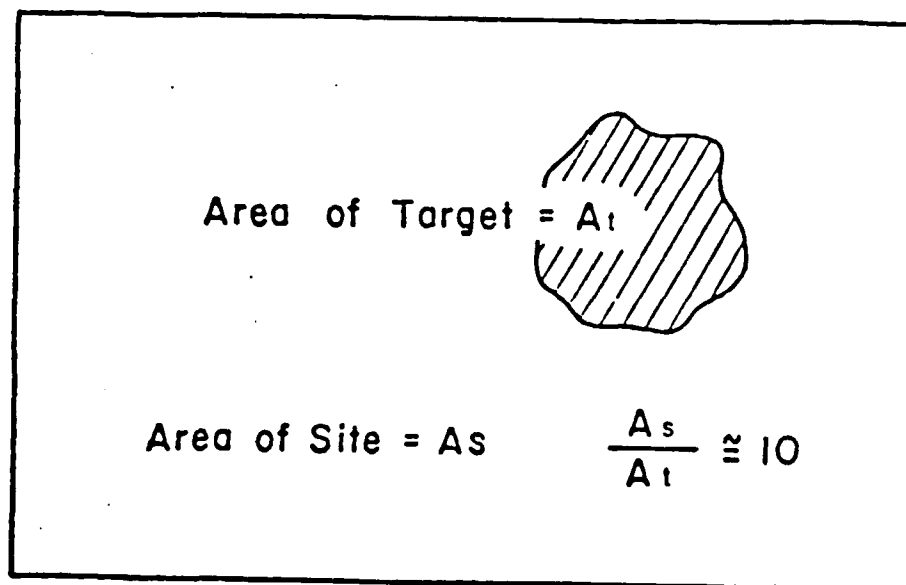 Area of Target = At
Area of Site = As
As/At ≅ 10